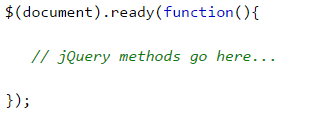 $(document).ready(function(){
// jQuery methods go here...
});